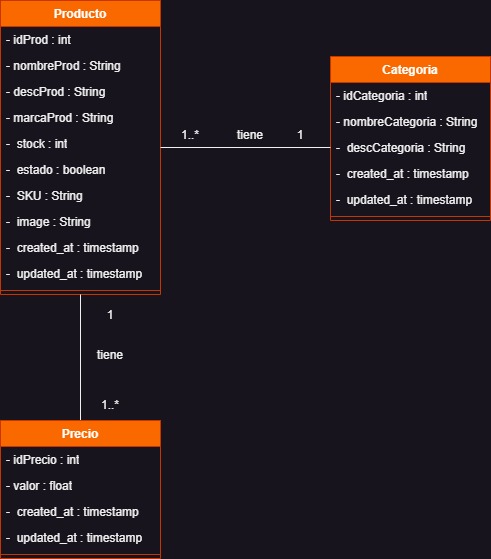 Producto
- idProd : int
- nombreProd : String
- descProd : String
- marcaProd : String
- stock : int
- estado : boolean
- SKU : String
- image : String
- created_at : timestamp
- updated_at : timestamp
1..* tiene 1
Categoria
- idCategoria : int
- nombreCategoria : String
- descCategoria : String
- created_at : timestamp
- updated_at : timestamp
1
tiene
1..*
Precio
- idPrecio : int
- valor : float
- created_at : timestamp
- updated_at : timestamp